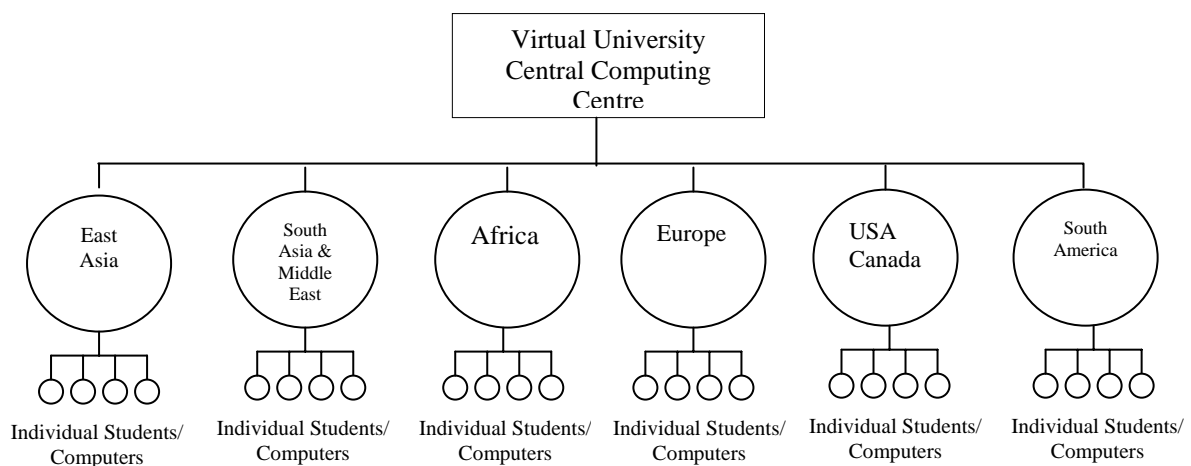 Virtual University
Central Computing
Centre
East
Asia
South
Asia &
Middle
East
Africa
Europe
USA
Canada
South
America
Individual Students/
Computers
Individual Students/
Computers
Individual Students/
Computers
Individual Students/
Computers
Individual Students/
Computers
Individual Students/
Computers